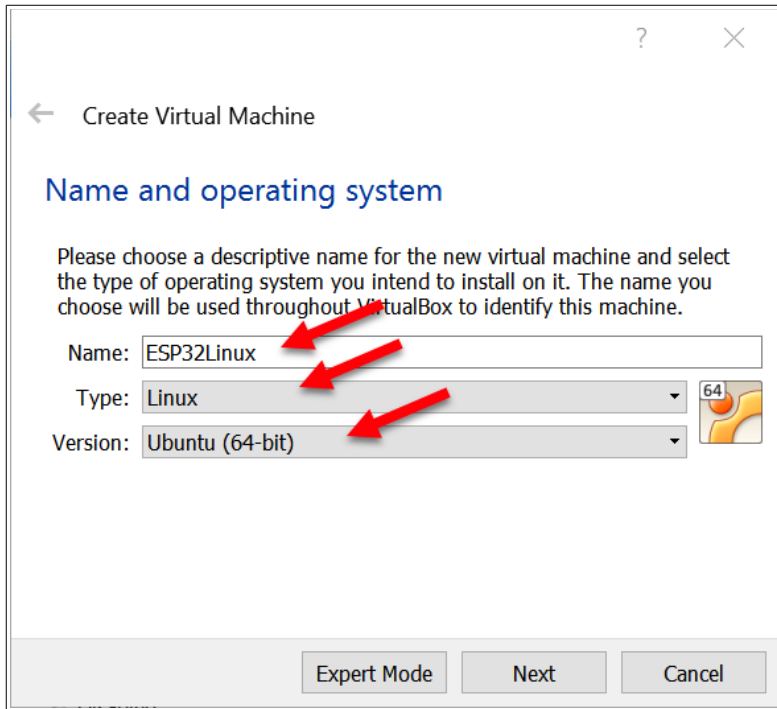 ?
Create Virtual Machine
Name and operating system
Please choose a descriptive name for the new virtual machine and select
the type of operating system you intend to install on it. The name you
choose will be used throughout VirtualBox to identify this machine.
Name: ESP32Linux
Type: Linux
64
Version: Ubuntu (64-bit)
Expert Mode Next Cancel